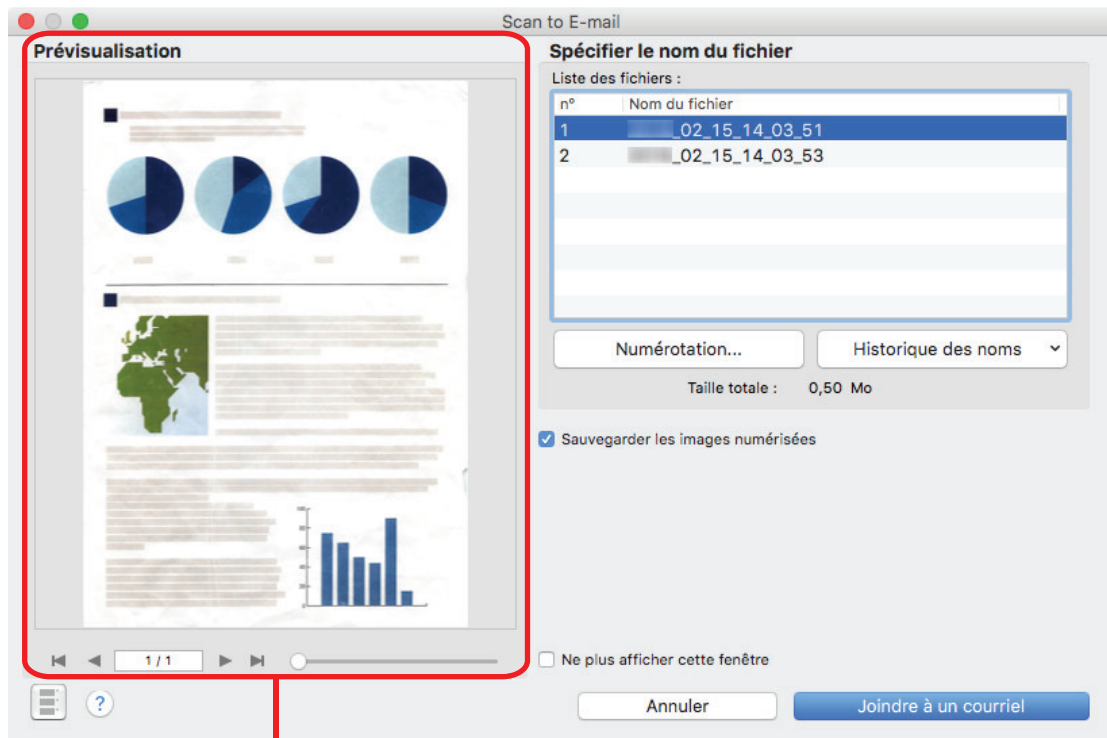 Scan to E-mail
Prévisualisation
1 / 1
Spécifier le nom du fichier
Liste des fichiers :
n° Nom du fichier
1 _02_15_14_03_51
2 _02_15_14_03_53
Numérotation...
Historique des noms
Taille totale : 0,50 Mo
Sauvegarder les images numérisées
Ne plus afficher cette fenêtre
?
Annuler
Joindre à un courriel